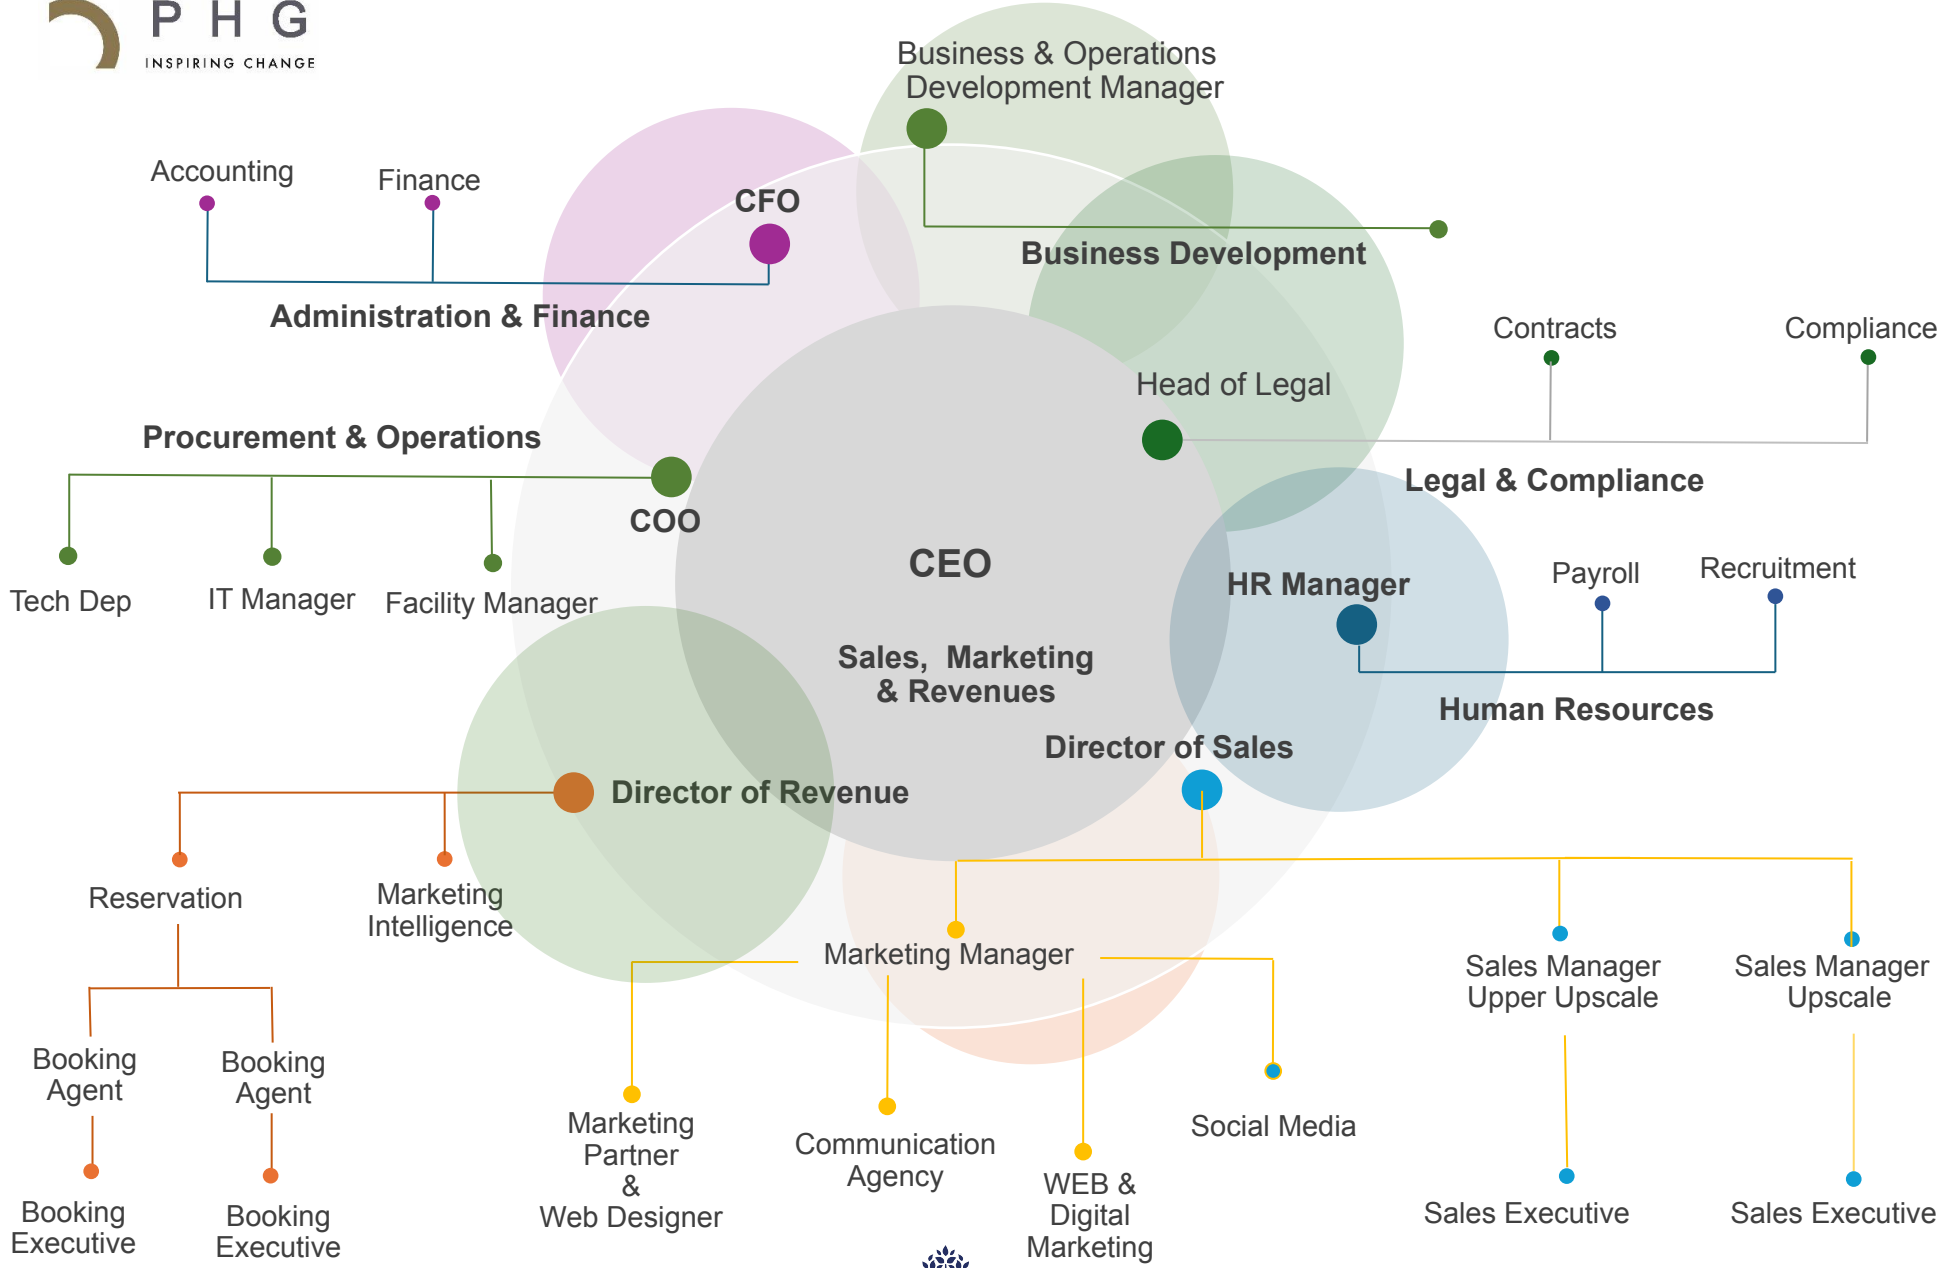 PHG
INSPIRING CHANGE
Business & Operations
Development Manager
Accounting
Finance
CFO
Administration & Finance
Business Development
Contracts
Compliance
Head of Legal
Legal & Compliance
Procurement & Operations
COO
Tech Dep
IT Manager
Facility Manager
CEO
Sales, Marketing
& Revenues
HR Manager
Payroll
Recruitment
Human Resources
Director of Sales
Director of Revenue
Reservation
Marketing
Intelligence
Booking
Agent
Booking
Agent
Booking
Executive
Booking
Executive
Marketing Manager
Marketing
Partner
&
Web Designer
Communication
Agency
WEB &
Digital
Marketing
Social Media
Sales Manager
Upper Upscale
Sales Manager
Upscale
Sales Executive
Sales Executive